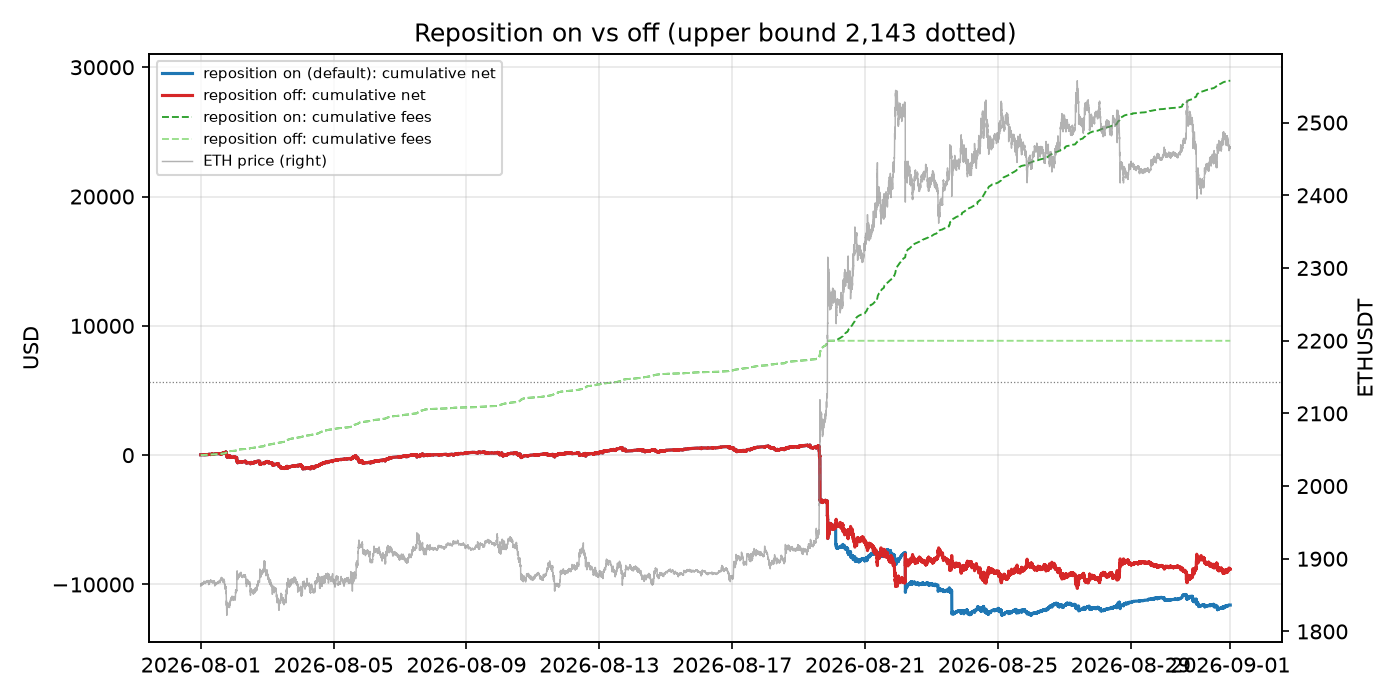 Reposition on vs off (upper bound 2,143 dotted)
reposition on (default): cumulative net
reposition off: cumulative net
reposition on: cumulative fees
reposition off: cumulative fees
ETH price (right)
30000
20000
10000
0
−10000
USD
2500
2400
2300
2200
2100
2000
1900
1800
ETHUSDT
2026-08-01
2026-08-05
2026-08-09
2026-08-13
2026-08-17
2026-08-21
2026-08-25
2026-08-29
2026-09-01